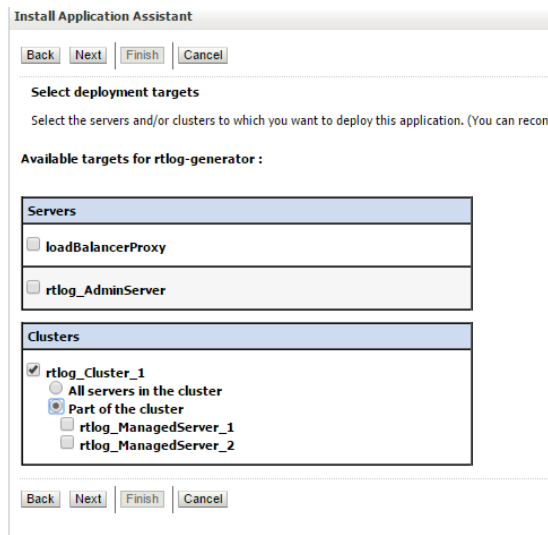 Install Application Assistant
Back Next Finish Cancel
Select deployment targets
Select the servers and/or clusters to which you want to deploy this application. (You can recon
Available targets for rtlog-generator :
Servers
loadBalancerProxy
rtlog_AdminServer
Clusters
rtlog_Cluster_1
All servers in the cluster
Part of the cluster
rtlog_ManagedServer_1
rtlog_ManagedServer_2
Back Next Finish Cancel